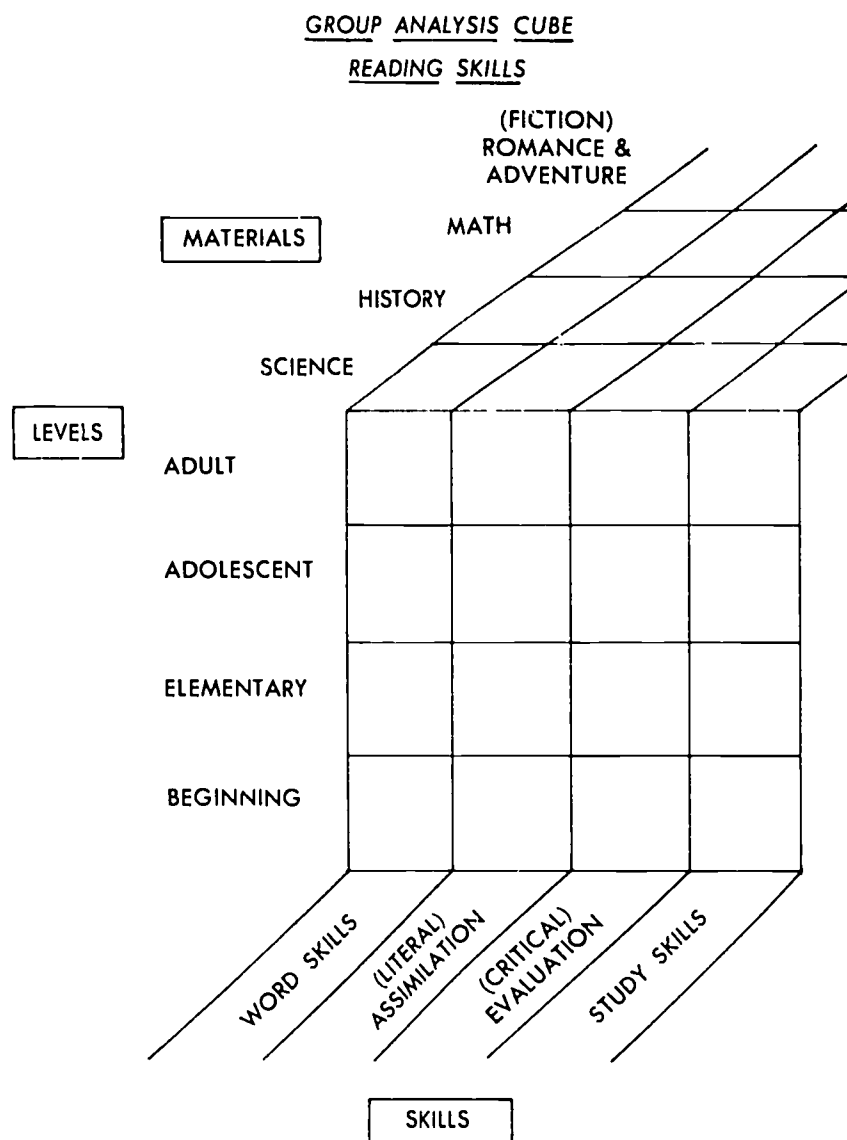 GROUP ANALYSIS CUBE
READING SKILLS
(FICTION)
ROMANCE &
ADVENTURE
MATH
MATERIALS
HISTORY
SCIENCE
LEVELS
ADULT
ADOLESCENT
ELEMENTARY
BEGINNING
WORD SKILLS
(LITERAL)
ASSIMILATION
(CRITICAL)
EVALUATION
STUDY SKILLS
SKILLS